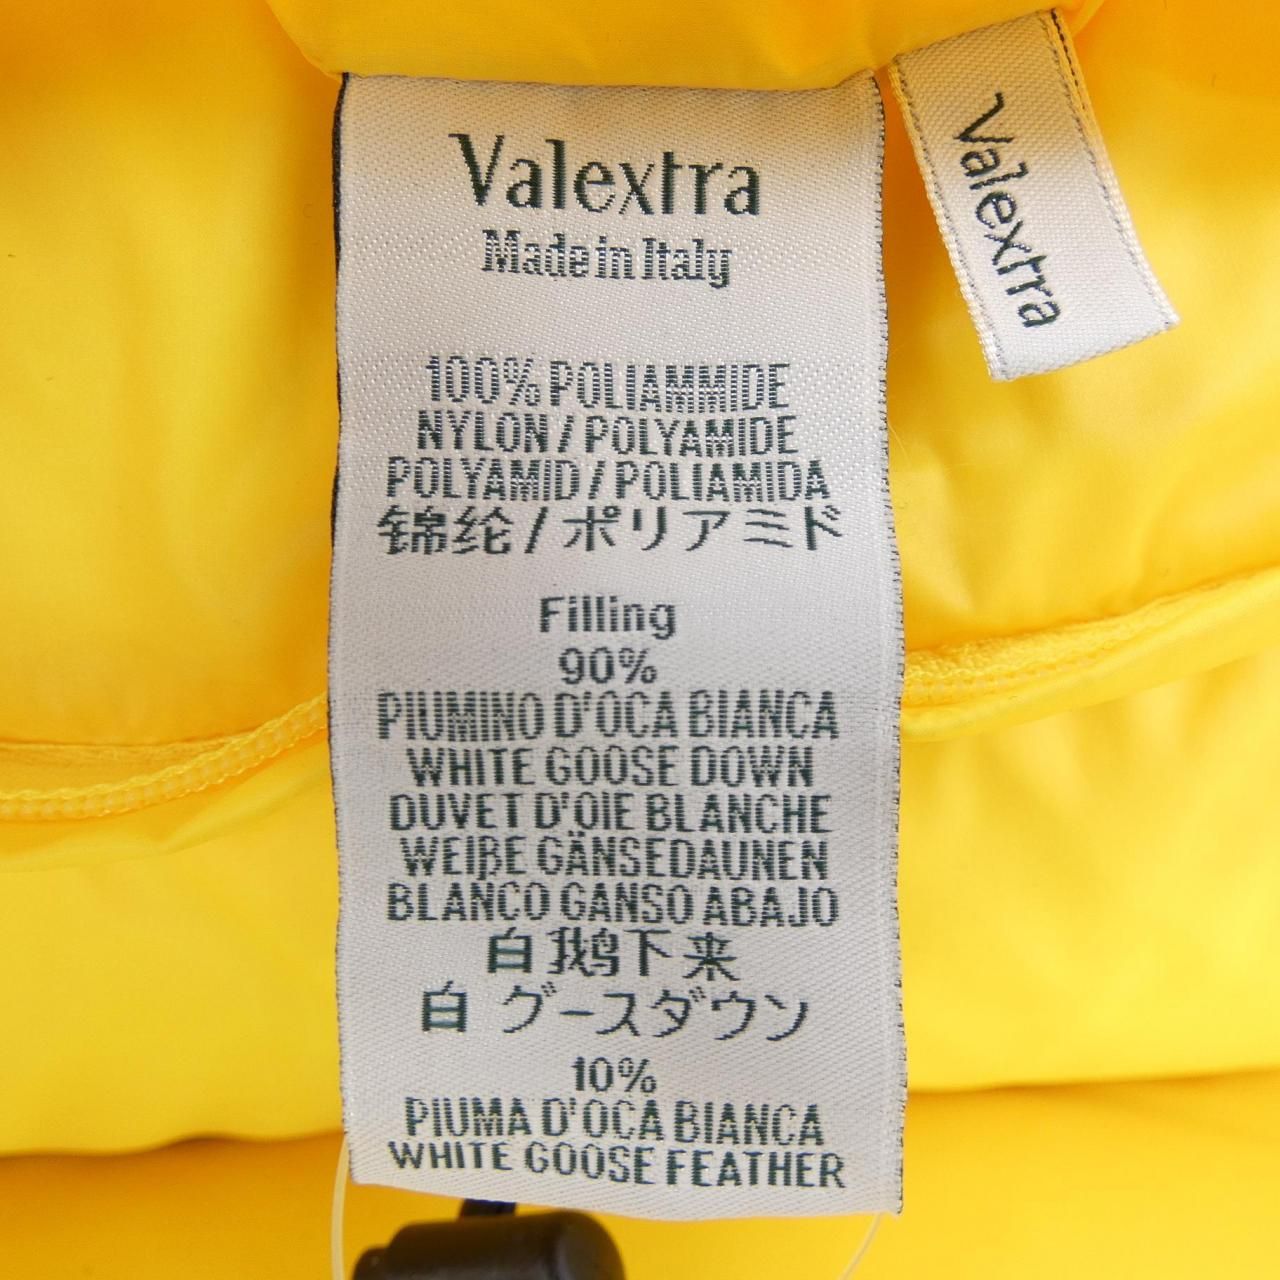 Valextra
Made in Italy
Valextra
100% POLIAMMIDE
NYLON / POLYAMIDE
POLYAMID / POLIAMIDA
锦纶 / ポリアミド
Filling
90%
PIUMINO D'OCA BIANCA
WHITE GOOSE DOWN
DUVET D'OIE BLANCHE
WEIßE GÄNSEDAUNEN
BLANCO GANSO ABAJO
白鹅下来
白 グースダウン
10%
PIUMA D'OCA BIANCA
WHITE GOOSE FEATHER